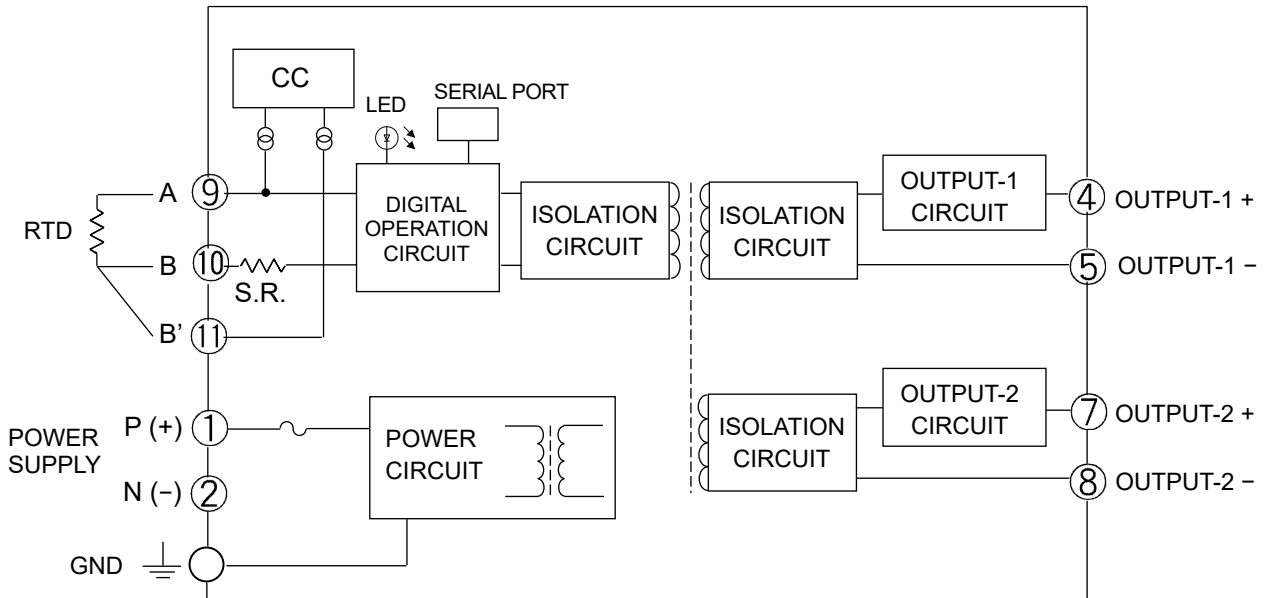 CC
LED
SERIAL PORT
A
9
RTD
B
10
S.R.
B’
11
DIGITAL
OPERATION
CIRCUIT
ISOLATION
CIRCUIT
ISOLATION
CIRCUIT
OUTPUT-1
CIRCUIT
4
OUTPUT-1 +
5
OUTPUT-1 −
POWER
SUPPLY
P (+)
1
N (−)
2
GND
POWER
CIRCUIT
ISOLATION
CIRCUIT
OUTPUT-2
CIRCUIT
7
OUTPUT-2 +
8
OUTPUT-2 −